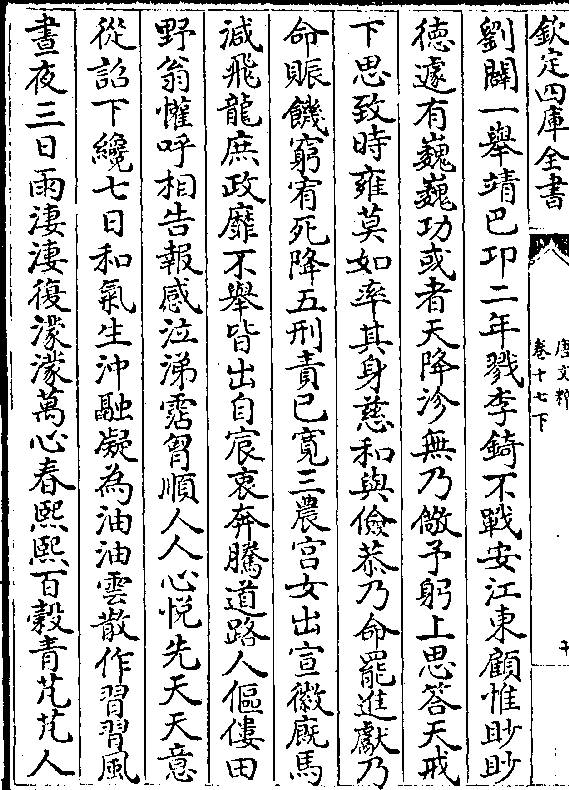 欽定四庫全書
唐文粹
卷十七下
劉闢一舉靖巴卭二年戮李錡不戰安江東顧惟眇眇
徳遽有巍巍功或者天降沴無乃儆予躬上思答天戒
下思致時雍莫如率其身慈和與儉恭乃命罷進獻乃
命賑饑窮宥死降五刑責已寛三農宫女出宣徽廐馬
減飛龍庶政靡不舉皆出自宸衷奔騰道路人傴僂田
野翁懽呼相告報感泣涕霑胷順人人心悦先天天意
從詔下纔七日和氣生沖融凝為油油雲散作習習風
晝夜三日雨淒淒復濛濛萬心春熙熙百榖青芃芃人